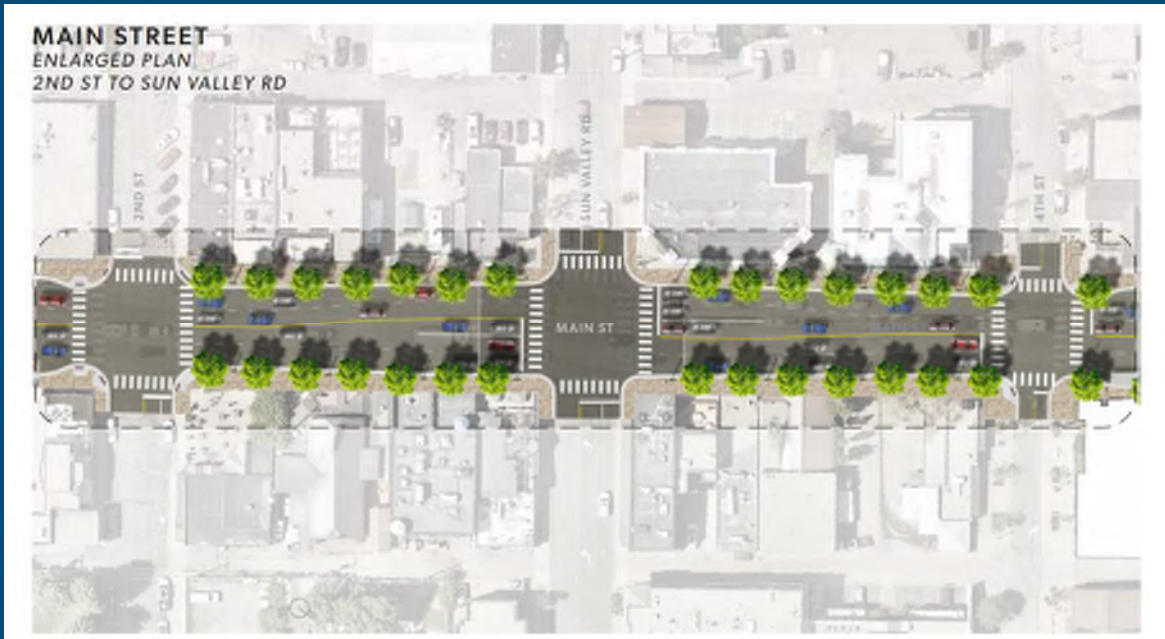 MAIN STREET
ENLARGED PLAN
2ND ST TO SUN VALLEY RD
2ND ST
SUN VALLEY RD
4TH ST
MAIN ST